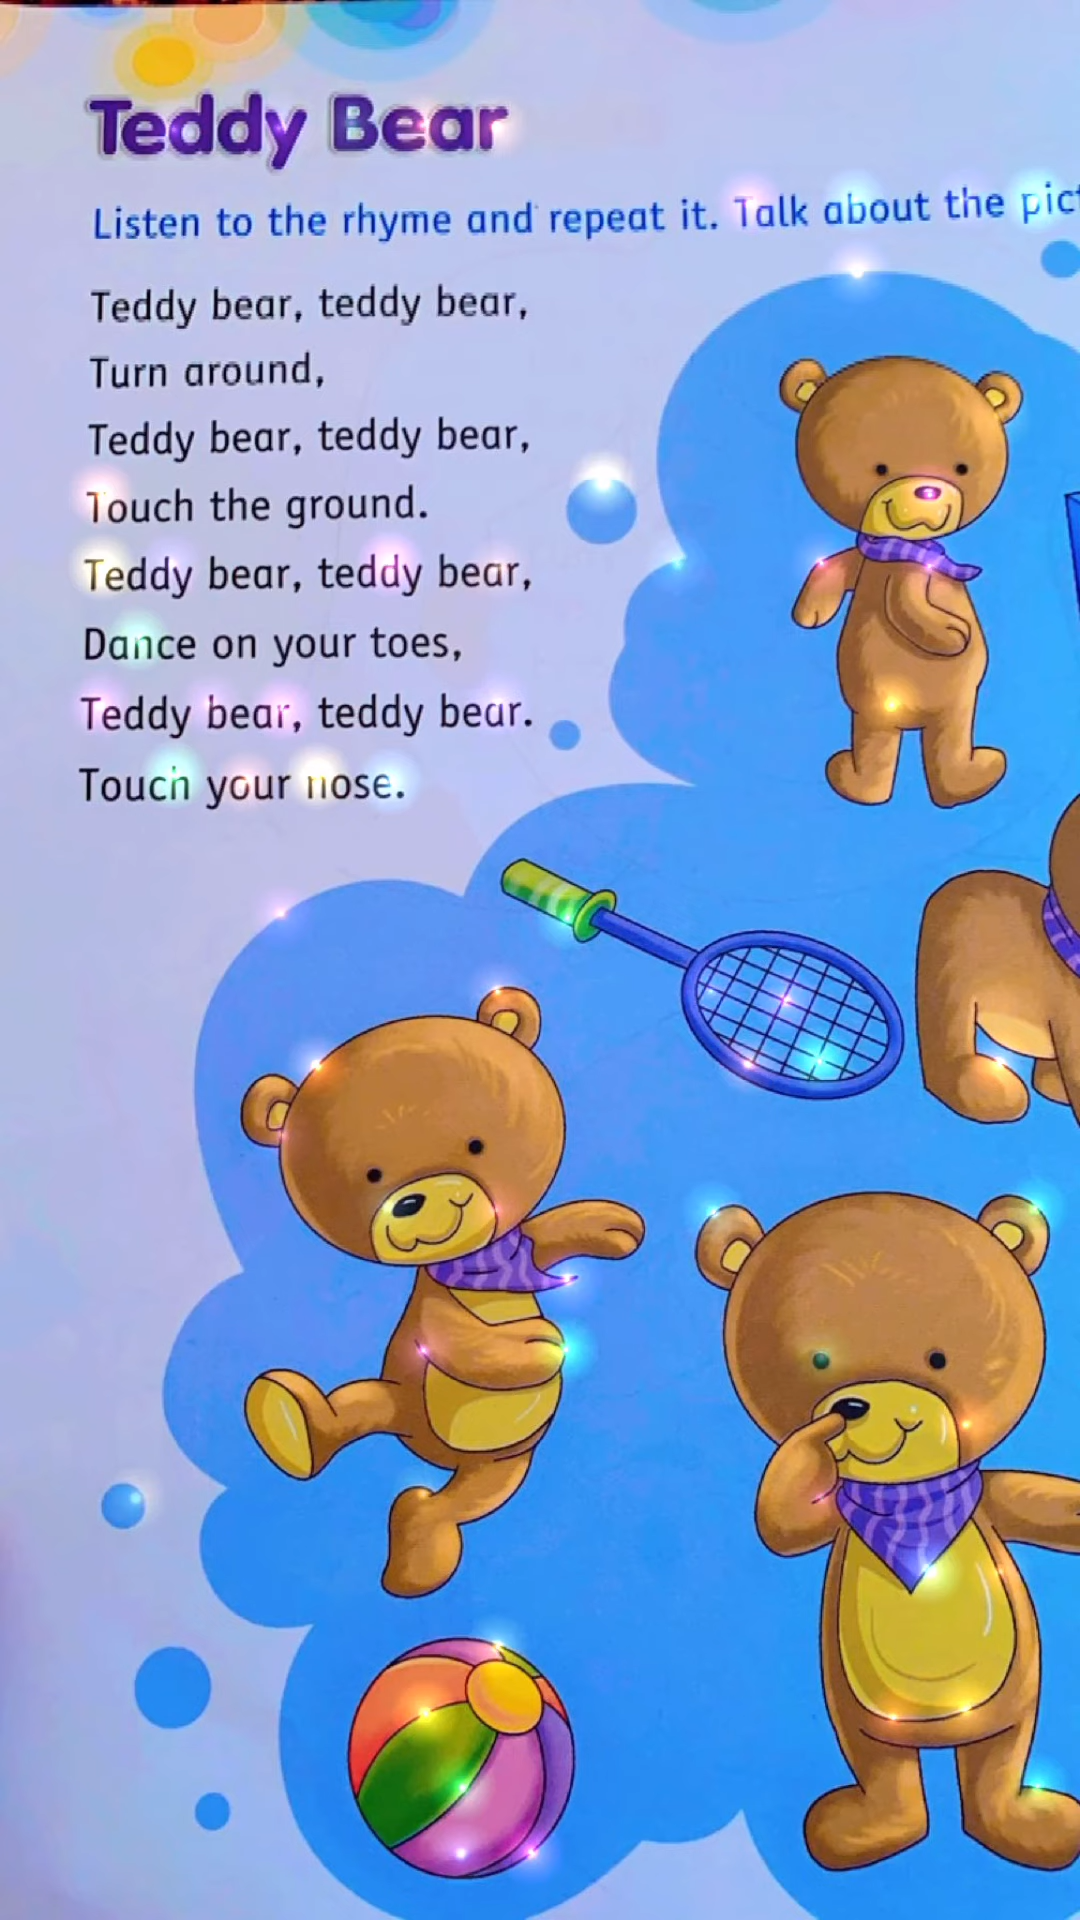 Teddy Bear
Listen to the rhyme and repeat it. Talk about the
Teddy bear, teddy bear,
Turn around,
Teddy bear, teddy bear,
Touch the ground.
Teddy bear, teddy bear,
Dance on your toes,
Teddy bear, teddy bear.
Touch your nose.